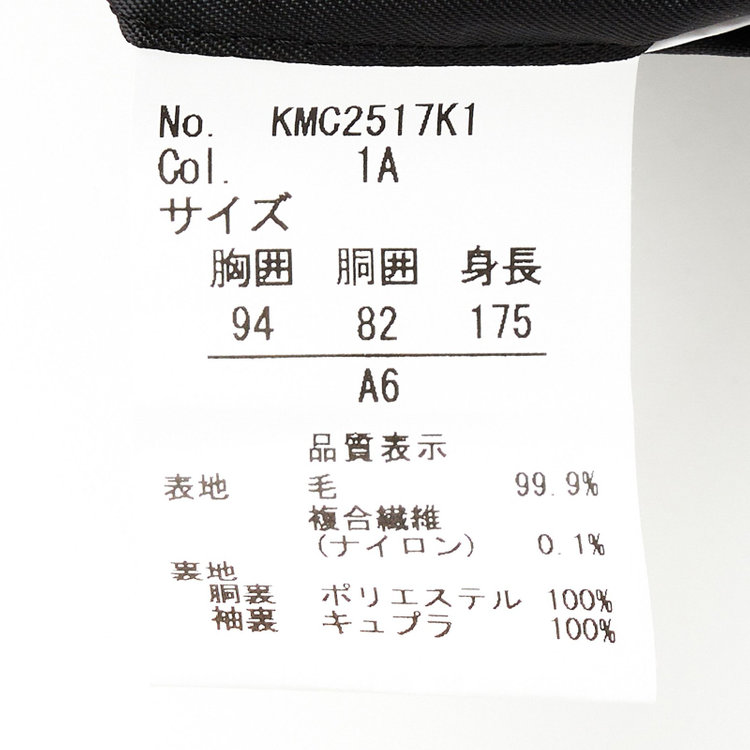 No. KMC2517K1
Col. 1A
サイズ
胸囲 胴囲 身長
94 82 175
A6
品質表示
表地 毛 99.9%
複合繊維
(ナイロン) 0.1%
裏地
胴裏 ポリエステル 100%
袖裏 キュプラ 100%